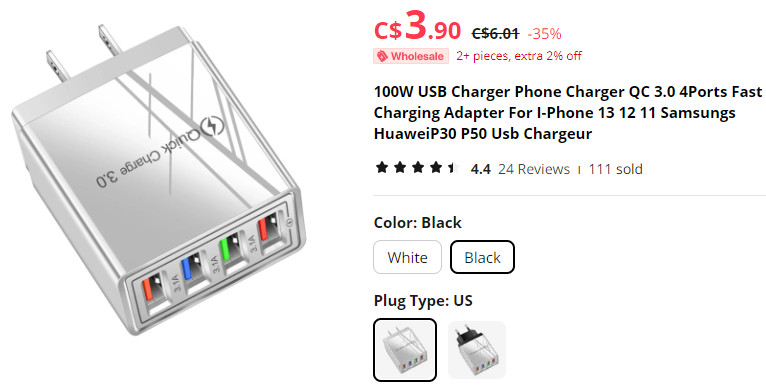 Quick Charge 3.0
3.1A
3.1A
3.1A
C$3.90 C$6.01 -35%
Wholesale 2+ pieces, extra 2% off
100W USB Charger Phone Charger QC 3.0 4Ports Fast
Charging Adapter For I-Phone 13 12 11 Samsungs
HuaweiP30 P50 Usb Chargeur
4.4 24 Reviews 111 sold
Color: Black
White Black
Plug Type: US